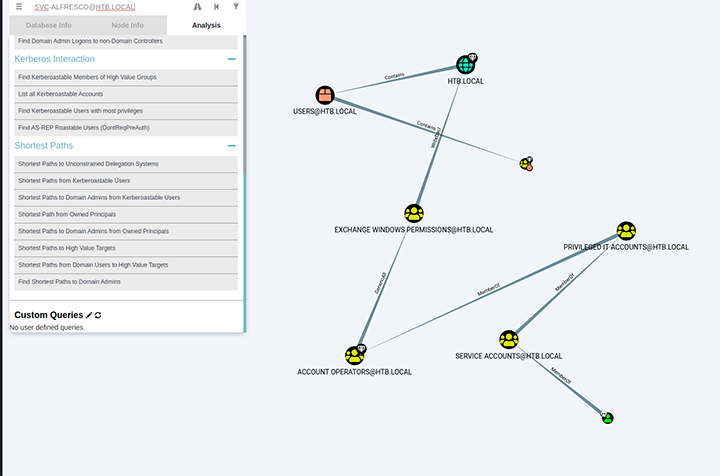 SVC-ALFRESCO@HTB.LOCAL
Database Info Node Info Analysis
Find Domain Admin Logons to non-Domain Controllers
Kerberos Interaction
Find Kerberoastable Members of High Value Groups
List all Kerberoastable Accounts
Find Kerberoastable Users with most privileges
Find AS-REP Roastable Users (DontReqPreAuth)
Shortest Paths
Shortest Paths to Unconstrained Delegation Systems
Shortest Paths from Kerberoastable Users
Shortest Paths to Domain Admins from Kerberoastable Users
Shortest Path from Owned Principals
Shortest Paths to Domain Admins from Owned Principals
Shortest Paths to High Value Targets
Shortest Paths from Domain Users to High Value Targets
Find Shortest Paths to Domain Admins
Custom Queries
No user defined queries.
HTB.LOCAL
Contains
USERS@HTB.LOCAL
Contains
EXCHANGE WINDOWS PERMISSIONS@HTB.LOCAL
PRIVILEGED IT ACCOUNTS@HTB.LOCAL
GenericAll
MemberOf
MemberOf
SERVICE ACCOUNTS@HTB.LOCAL
ACCOUNT OPERATORS@HTB.LOCAL
MemberOf